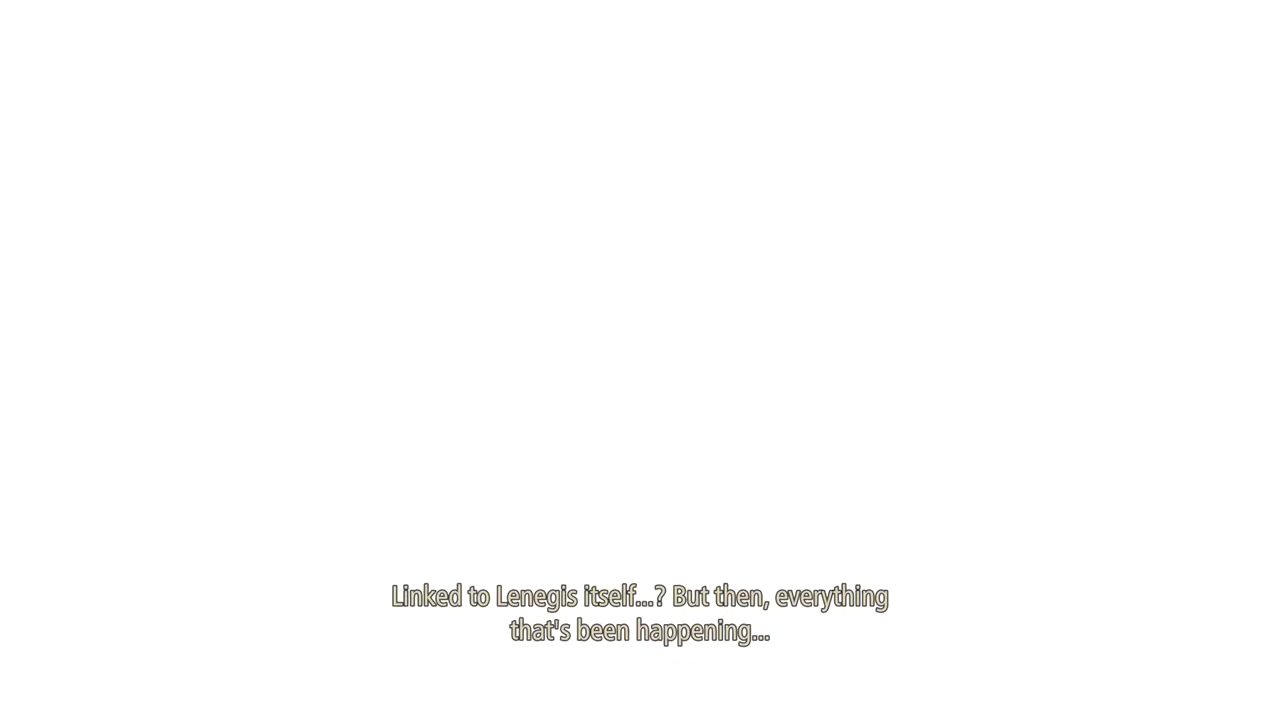 Linked to Lenegis itself...? But then, everything
that's been happening...